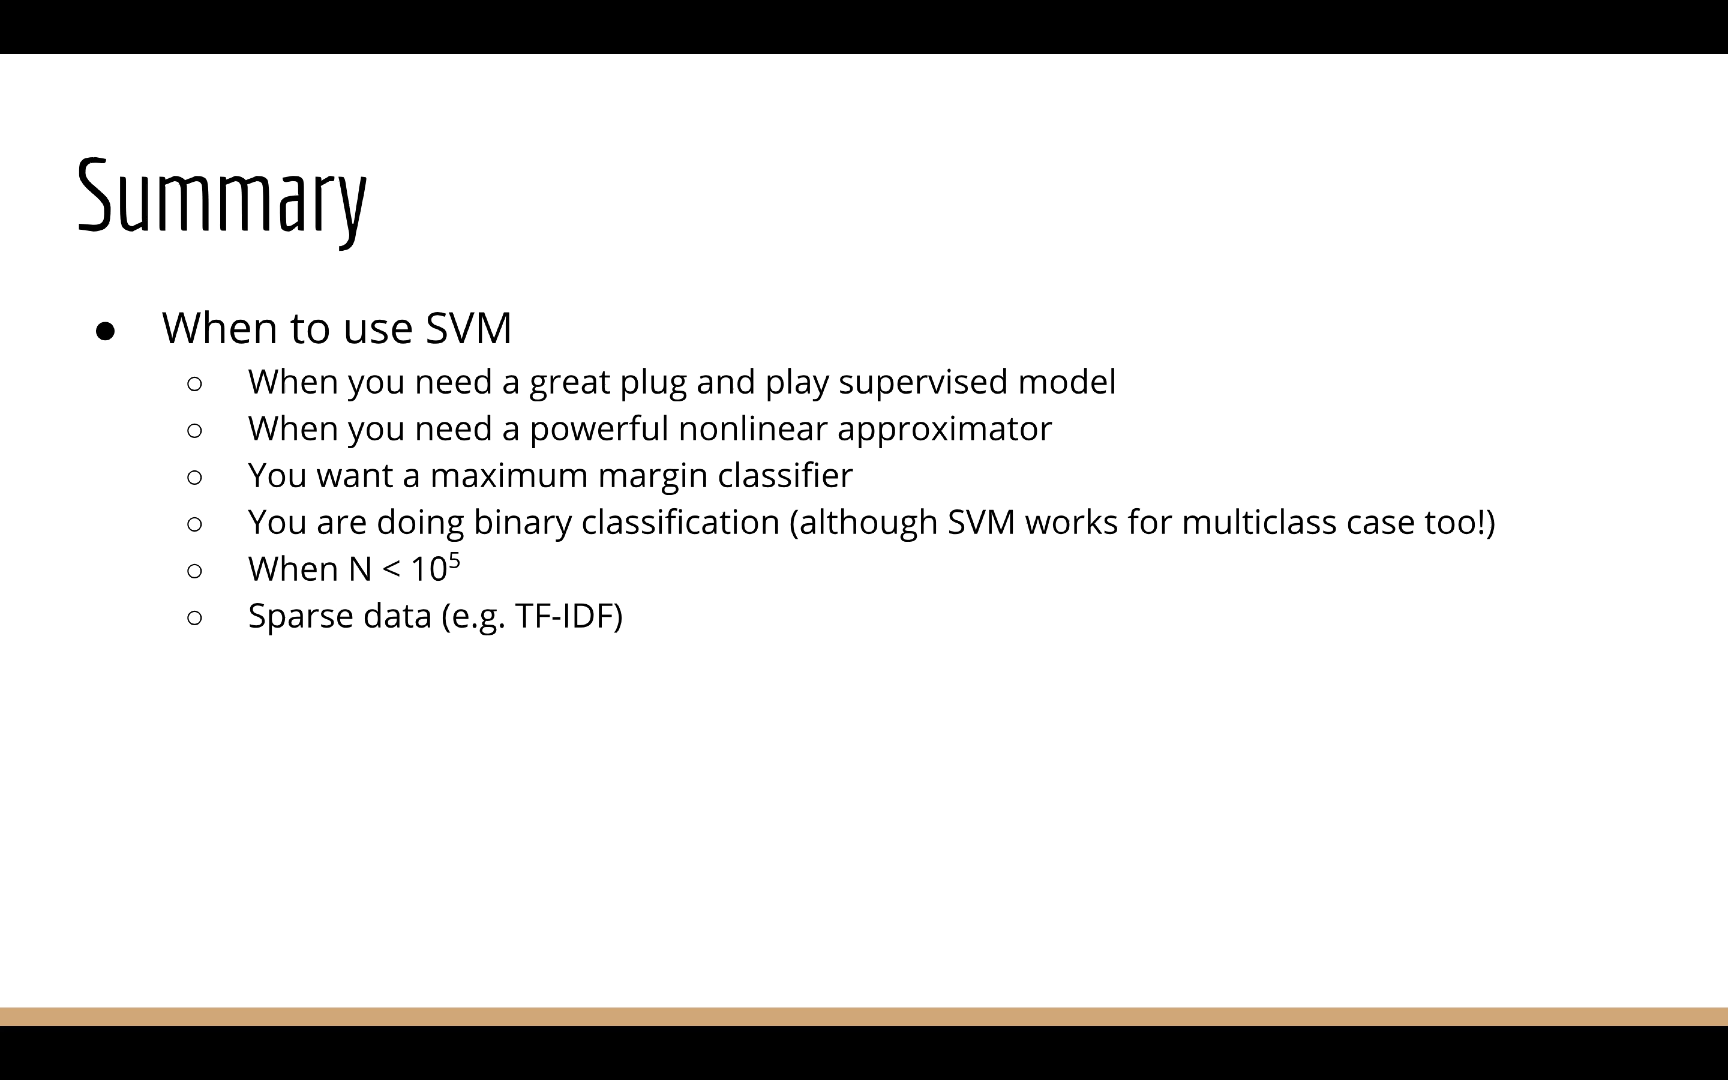 Summary
● When to use SVM
○ When you need a great plug and play supervised model
○ When you need a powerful nonlinear approximator
○ You want a maximum margin classifier
○ You are doing binary classification (although SVM works for multiclass case too!)
○ When N < 10⁵
○ Sparse data (e.g. TF-IDF)